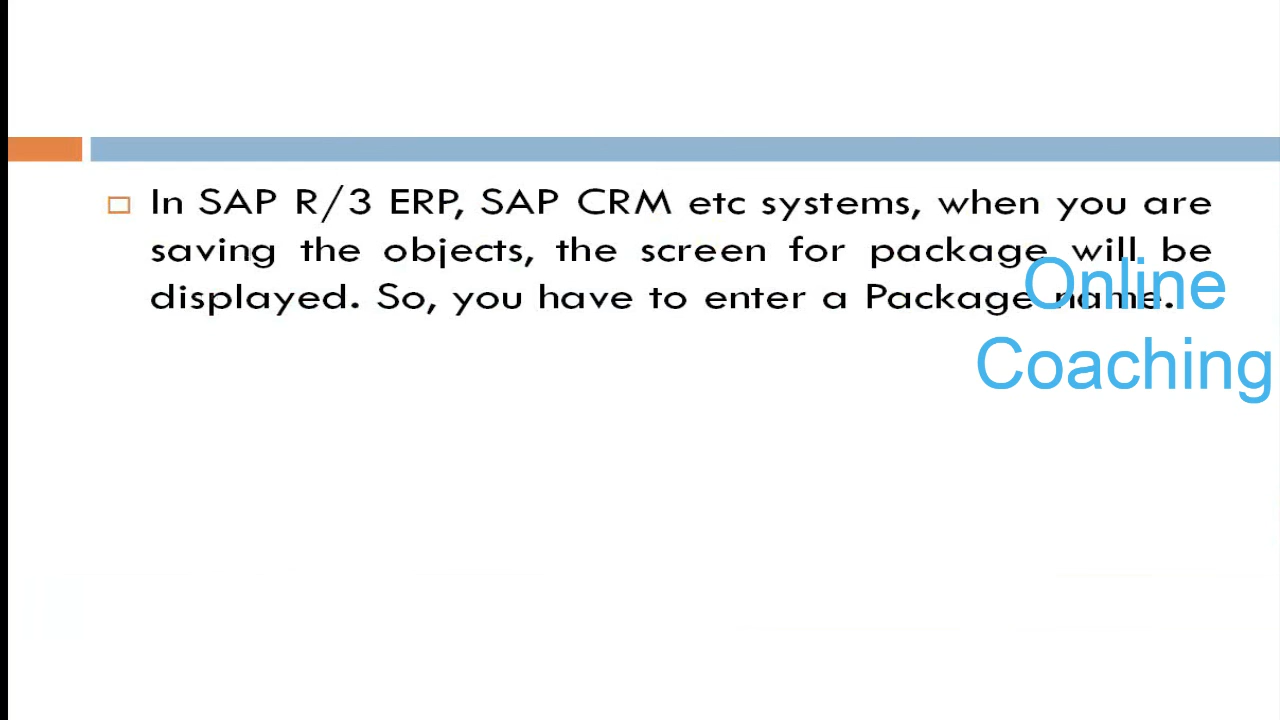 In SAP R/3 ERP, SAP CRM etc systems, when you are
saving the objects, the screen for package will be
displayed. So, you have to enter a Package name.
Online
Coaching